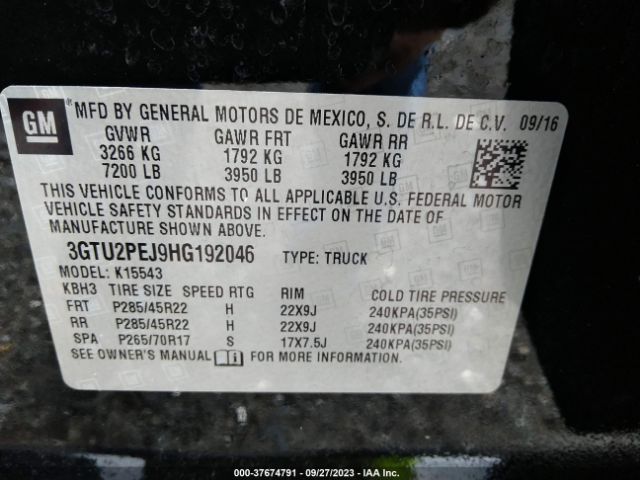 GM ® MFD BY GENERAL MOTORS DE MEXICO, S. DE R.L. DE C.V. 09/16
GVWR GAWR FRT GAWR RR
3266 KG 1792 KG 1792 KG
7200 LB 3950 LB 3950 LB
THIS VEHICLE CONFORMS TO ALL APPLICABLE U.S. FEDERAL MOTOR
VEHICLE SAFETY STANDARDS IN EFFECT ON THE DATE OF
MANUFACTURE SHOWN ABOVE.
3GTU2PEJ9HG192046 TYPE: TRUCK
MODEL: K15543
KBH3 TIRE SIZE SPEED RTG RIM COLD TIRE PRESSURE
FRT P285/45R22 H 22X9J 240KPA(35PSI)
RR P285/45R22 H 22X9J 240KPA(35PSI)
SPA P265/70R17 S 17X7.5J 240KPA(35PSI)
SEE OWNER'S MANUAL FOR MORE INFORMATION.
000-37674791 - 09/27/2023 - IAA Inc.